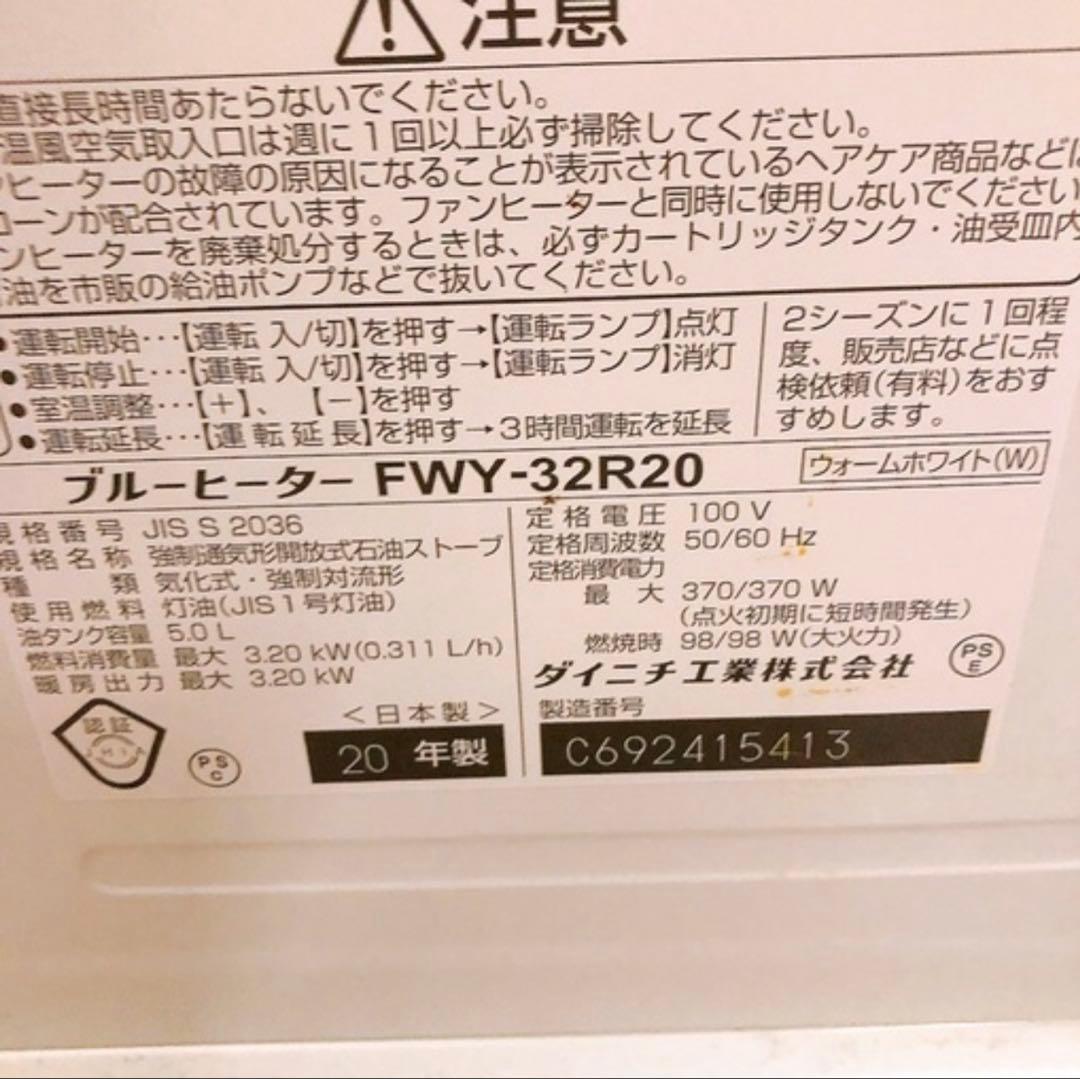 注意
直接長時間あたらないでください。
温風空気取入口は週に1回以上必ず掃除してください。
ンヒーターの故障の原因になることが表示されているヘアケア商品などに
コーンが配合されています。ファンヒーターと同時に使用しないでください
ンヒーターを廃棄処分するときは、必ずカートリッジタンク・油受皿内
油を市販の給油ポンプなどで抜いてください。
●運転開始…【運転 入/切】を押す→【運転ランプ】点灯
●運転停止…【運転 入/切】を押す→【運転ランプ】消灯
●室温調整…【+】、【−】を押す
●運転延長…【運転延長】を押す→3時間運転を延長
2シーズンに1回程
度、販売店などに点
検依頼(有料)をおす
すめします。
ブルーヒーター FWY-32R20
ウォームホワイト(W)
規格番号 JIS S 2036
規格名称 強制通気形開放式石油ストーブ
種類 気化式・強制対流形
使用燃料 灯油(JIS1号灯油)
油タンク容量 5.0 L
燃料消費量 最大 3.20 kW(0.311 L/h)
暖房出力 最大 3.20 kW
定格電圧 100 V
定格周波数 50/60 Hz
定格消費電力
最大 370/370 W
(点火初期に短時間発生)
燃焼時 98/98 W(大火力)
ダイニチ工業株式会社
PS
E
認証
JHIA
PS
C
<日本製>
20 年製
製造番号
C692415413